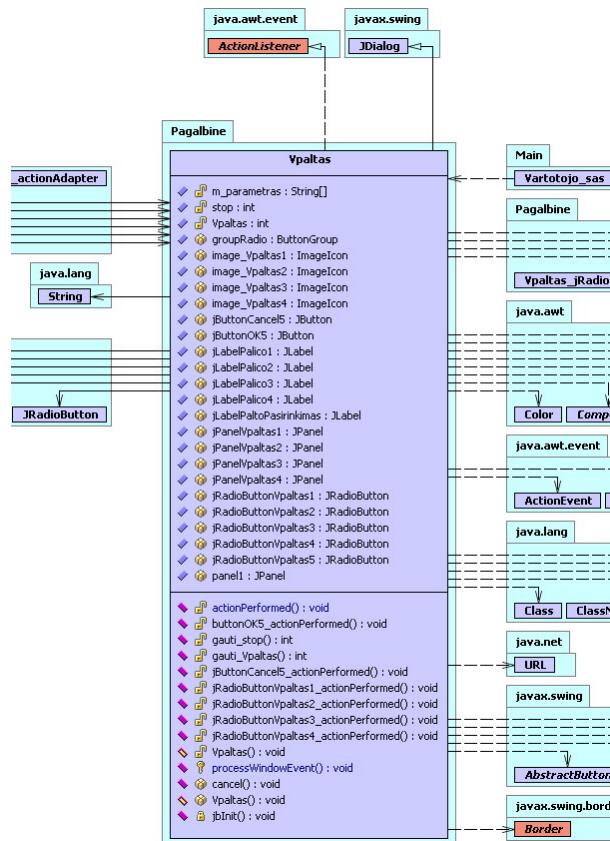 java.awt.event
javax.swing
ActionListener
JDialog
Pagalbine
Vpaltas
_actionAdapter
java.lang
String
JRadioButton
m_parametras : String[]
stop : int
Vpaltas : int
groupRadio : ButtonGroup
image_Vpaltas1 : ImageIcon
image_Vpaltas2 : ImageIcon
image_Vpaltas3 : ImageIcon
image_Vpaltas4 : ImageIcon
jButtonCancel5 : JButton
jButtonOK5 : JButton
jLabelPalico1 : JLabel
jLabelPalico2 : JLabel
jLabelPalico3 : JLabel
jLabelPalico4 : JLabel
jLabelPaltoPasirinkimas : JLabel
jPanelVpaltas1 : JPanel
jPanelVpaltas2 : JPanel
jPanelVpaltas3 : JPanel
jPanelVpaltas4 : JPanel
jRadioButtonVpaltas1 : JRadioButton
jRadioButtonVpaltas2 : JRadioButton
jRadioButtonVpaltas3 : JRadioButton
jRadioButtonVpaltas4 : JRadioButton
jRadioButtonVpaltas5 : JRadioButton
panel1 : JPanel
actionPerformed() : void
buttonOK5_actionPerformed() : void
gauti_stop() : int
gauti_Vpaltas() : int
jButtonCancel5_actionPerformed() : void
jRadioButtonVpaltas1_actionPerformed() : void
jRadioButtonVpaltas2_actionPerformed() : void
jRadioButtonVpaltas3_actionPerformed() : void
jRadioButtonVpaltas4_actionPerformed() : void
Vpaltas() : void
processWindowEvent() : void
cancel() : void
Vpaltas() : void
jbInit() : void
Main
Vartotojo_sas
Pagalbine
Vpaltas_jRadio
java.awt
Color
Compo
java.awt.event
ActionEvent
java.lang
Class
ClassN
java.net
URL
javax.swing
AbstractButton
javax.swing.bord
Border